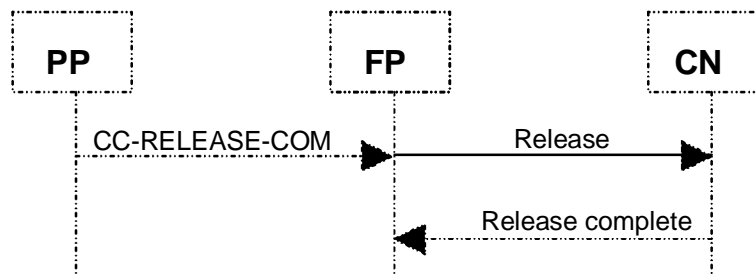 PP
FP
CN
CC-RELEASE-COM
Release
Release complete